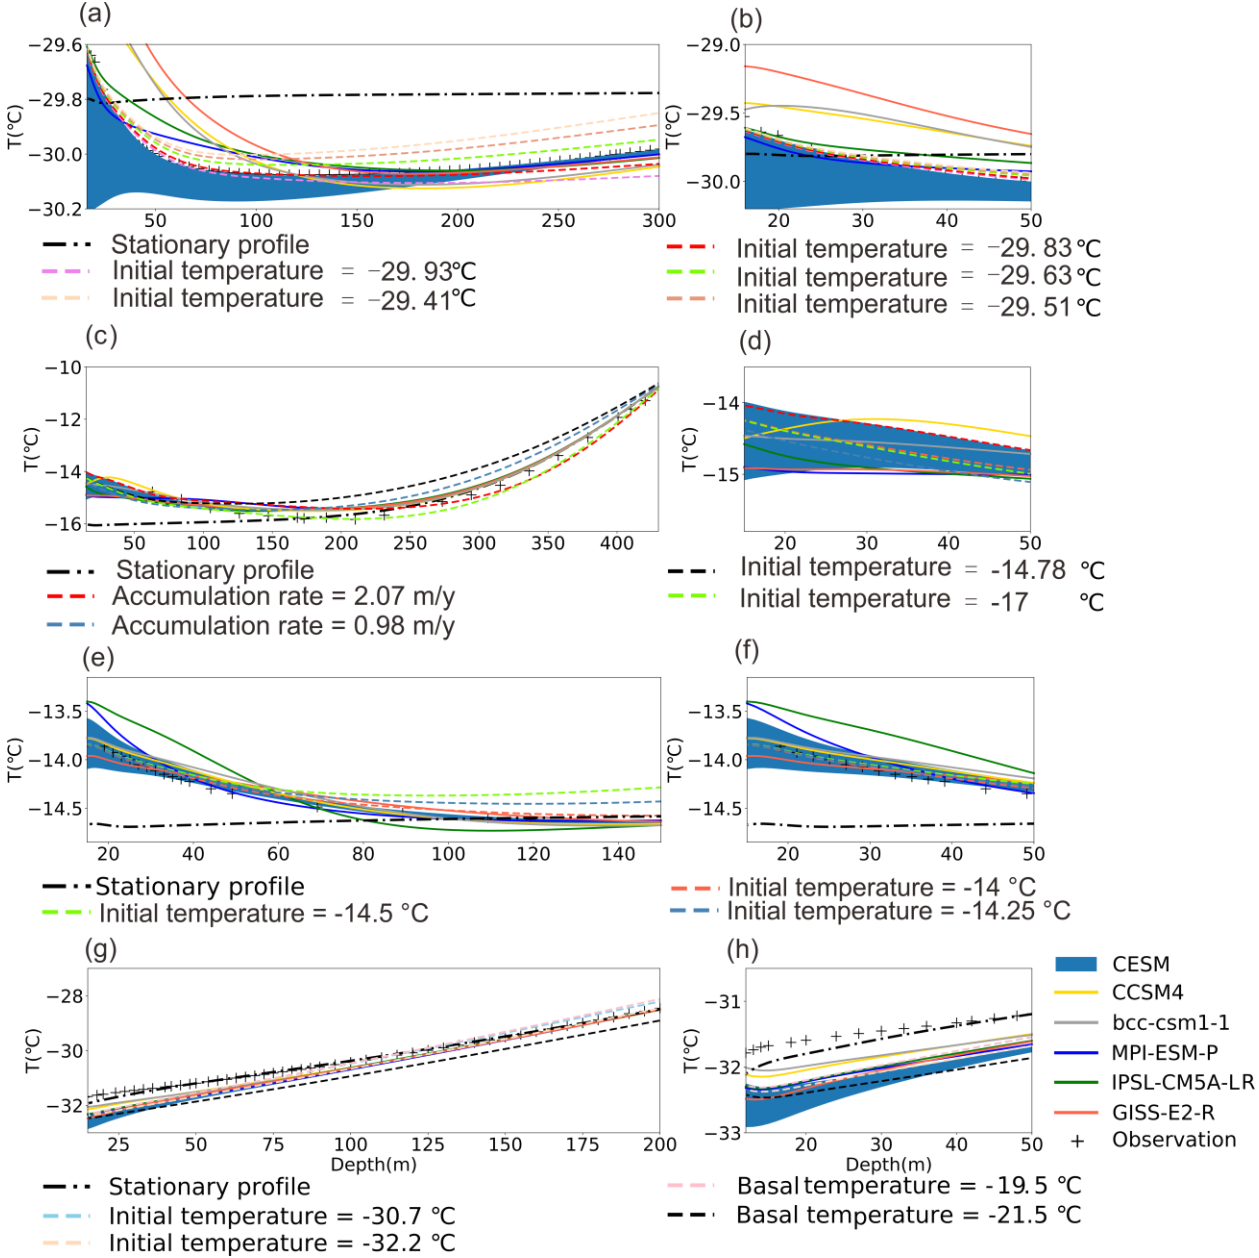 (a)
(b)
−29.6
−29.8
−30.0
−30.2
T(℃)
50
100
150
200
250
300
−29.0
−29.5
−30.0
T(℃)
20
30
40
50
Stationary profile
Initial temperature = −29. 93℃
Initial temperature = −29. 41℃
Initial temperature = −29. 83℃
Initial temperature = −29. 63℃
Initial temperature = −29. 51℃
(c)
(d)
−10
−12
−14
−16
T(℃)
50
100
150
200
250
300
350
400
−14
−15
T(℃)
20
30
40
50
Stationary profile
Accumulation rate = 2.07 m/y
Accumulation rate = 0.98 m/y
Initial temperature = -14.78 ℃
Initial temperature = -17 ℃
(e)
(f)
−13.5
−14.0
−14.5
T(℃)
20
40
60
80
100
120
140
−13.5
−14.0
−14.5
T(℃)
20
30
40
50
Stationary profile
Initial temperature = -14.5 °C
Initial temperature = -14 °C
Initial temperature = -14.25 °C
(g)
(h)
−28
−30
−32
T(℃)
25
50
75
100
125
150
175
200
Depth(m)
−31
−32
−33
T(℃)
20
30
40
50
Depth(m)
CESM
CCSM4
bcc-csm1-1
MPI-ESM-P
IPSL-CM5A-LR
GISS-E2-R
Observation
Stationary profile
Initial temperature = -30.7 ℃
Initial temperature = -32.2 ℃
Basal temperature = -19.5 ℃
Basal temperature = -21.5 ℃